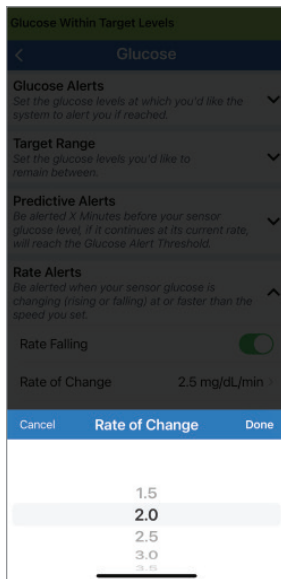 Glucose Within Target Levels
Glucose
Glucose Alerts
Set the glucose levels at which you'd like the
system to alert you if reached.
Target Range
Set the glucose levels you'd like to
remain between.
Predictive Alerts
Be alerted X Minutes before your sensor
glucose level, if it continues at its current rate,
will reach the Glucose Alert Threshold.
Rate Alerts
Be alerted when your sensor glucose is
changing (rising or falling) at or faster than the
speed you set.
Rate Falling
Rate of Change 2.5 mg/dL/min
Cancel Rate of Change Done
1.5
2.0
2.5
3.0
3.5